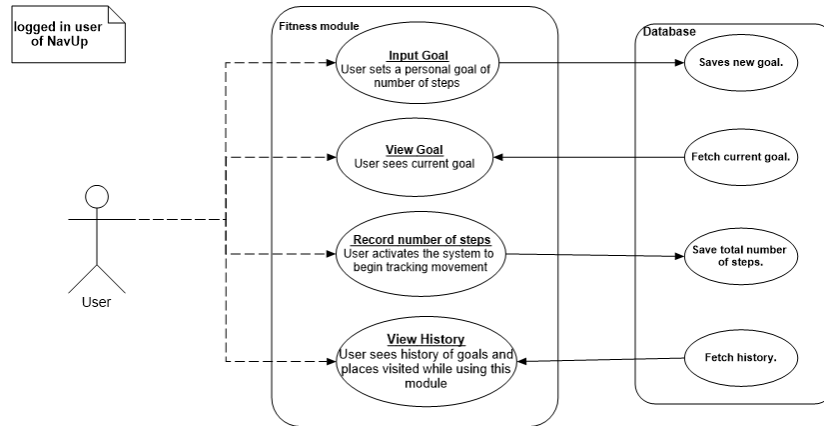 logged in user
of NavUp
Fitness module
Input Goal
User sets a personal goal of
number of steps
View Goal
User sees current goal
Record number of steps
User activates the system to
begin tracking movement
View History
User sees history of goals and
places visited while using this
module
User
Database
Saves new goal.
Fetch current goal.
Save total number
of steps.
Fetch history.